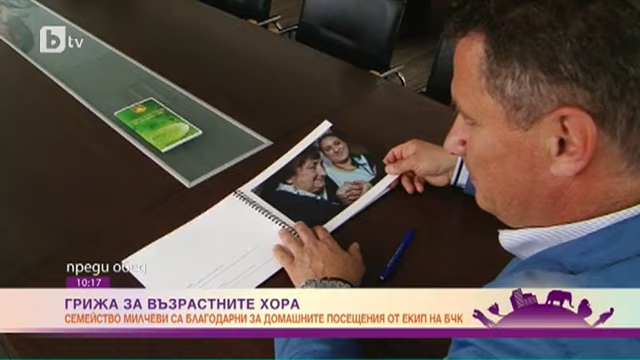 btv
преди обед
10:17
ГРИЖА ЗА ВЪЗРАСТНИТЕ ХОРА
СЕМЕЙСТВО МИЛЧЕВИ СА БЛАГОДАРНИ ЗА ДОМАШНИТЕ ПОСЕЩЕНИЯ ОТ ЕКИП НА БЧК